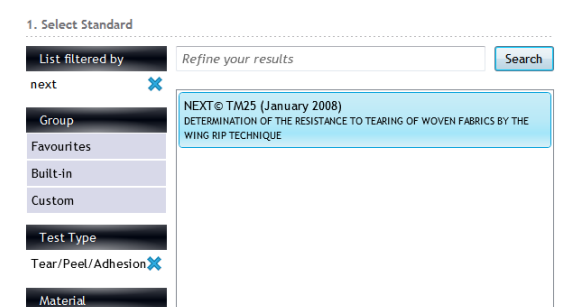 1. Select Standard
List filtered by
next
Group
Favourites
Built-in
Custom
Test Type
Tear/Peel/Adhesion
Material
Refine your results
Search
NEXT© TM25 (January 2008)
DETERMINATION OF THE RESISTANCE TO TEARING OF WOVEN FABRICS BY THE
WING RIP TECHNIQUE